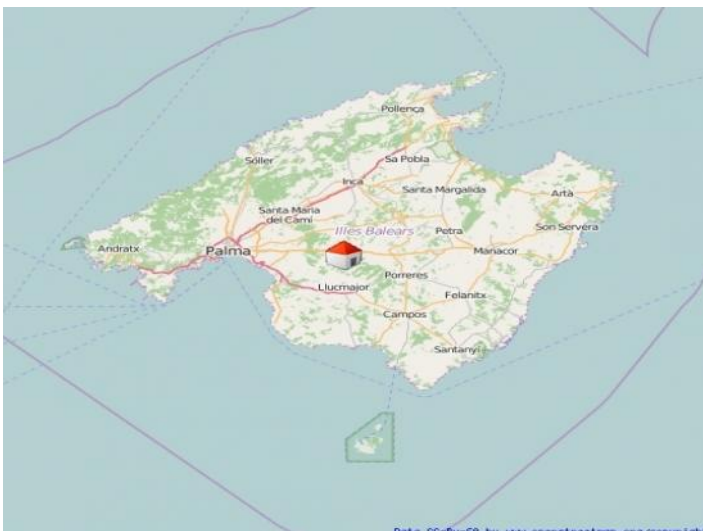 Pollença
Sa Pobla
Sóller
Inca
Santa Margalida
Artà
Santa Maria
del Camí
Illes Balears
Petra
Son Servera
Andratx
Palma
Manacor
Porreres
Llucmajor
Felanitx
Campos
Santanyí